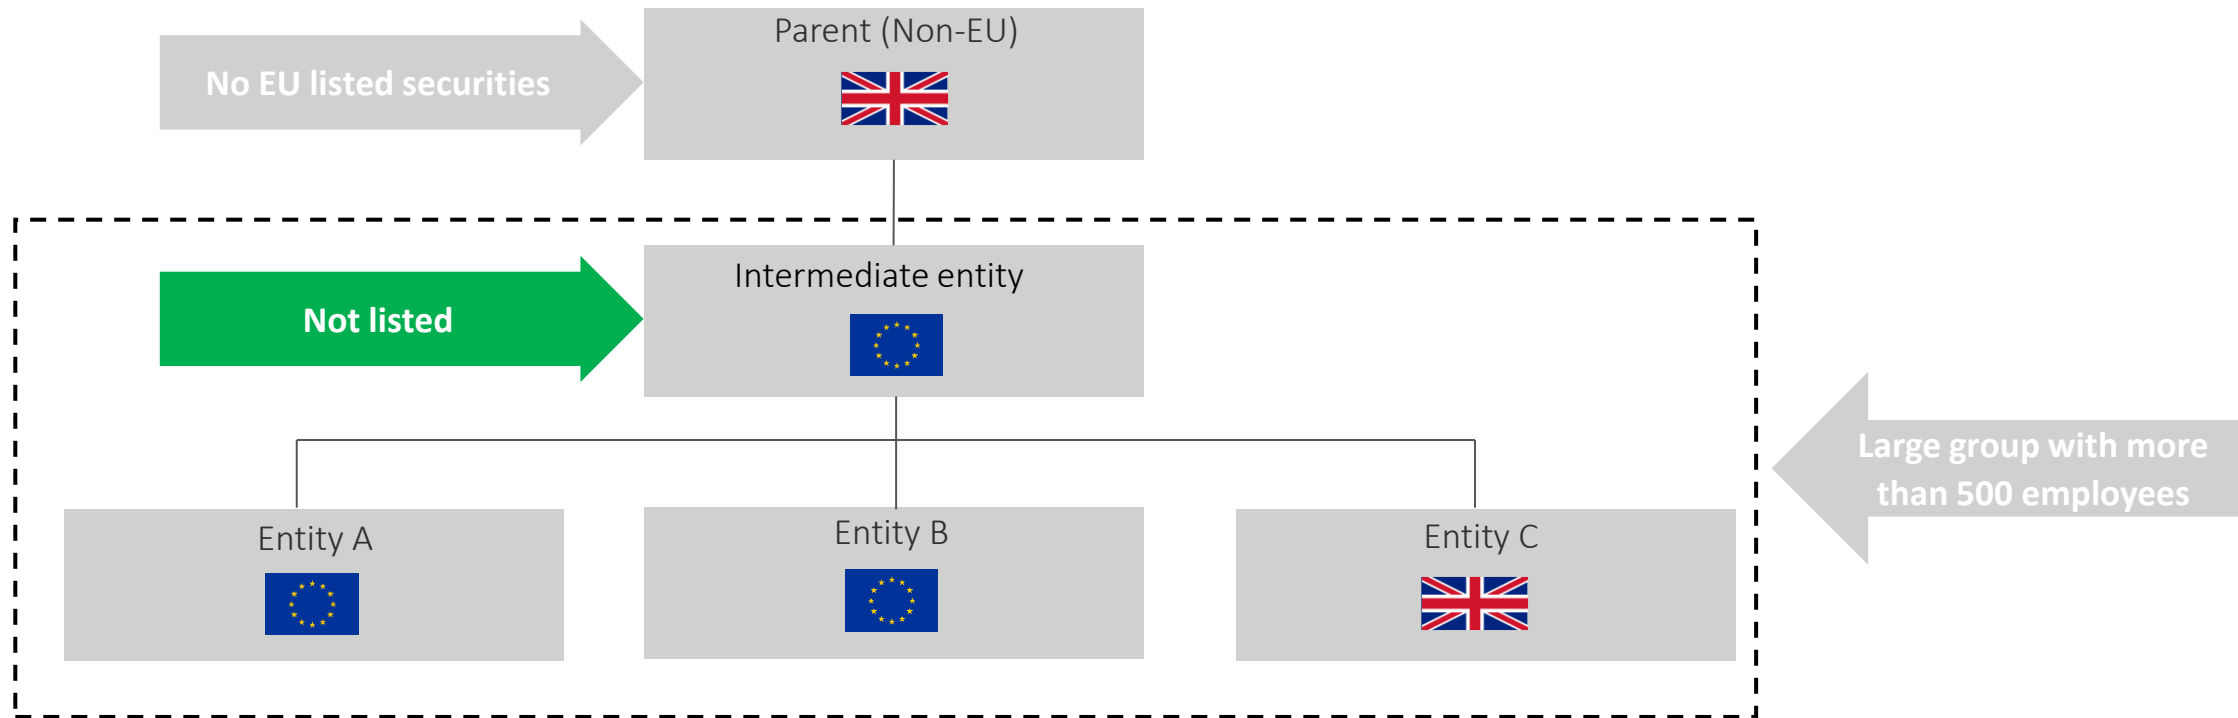 Parent (Non-EU)
No EU listed securities
Intermediate entity
Not listed
Large group with more
than 500 employees
Entity A
Entity B
Entity C